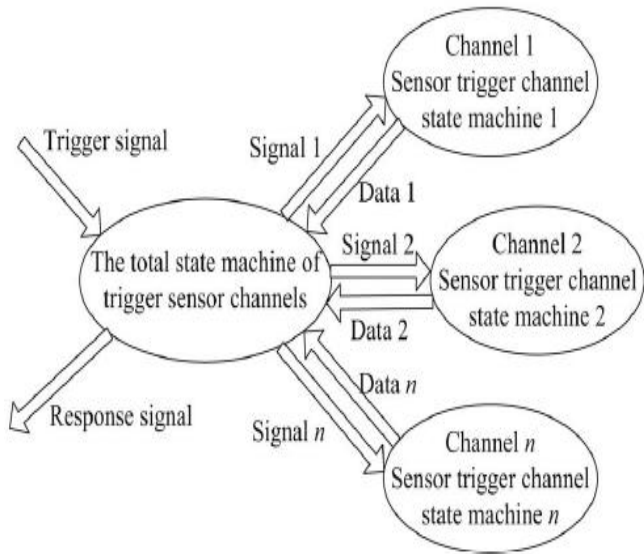 Channel 1
Sensor trigger channel
state machine 1
Trigger signal
Signal 1
Data 1
The total state machine of
trigger sensor channels
Signal 2
Data 2
Channel 2
Sensor trigger channel
state machine 2
Response signal
Signal n
Data n
Channel n
Sensor trigger channel
state machine n